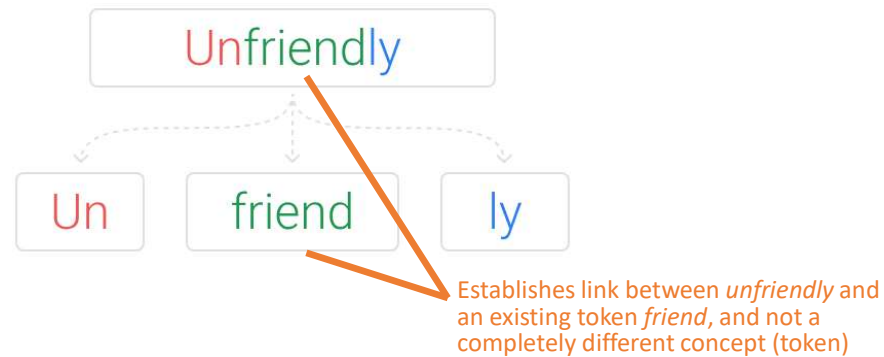 Unfriendly
Un friend ly
Establishes link between unfriendly and
an existing token friend, and not a
completely different concept (token)